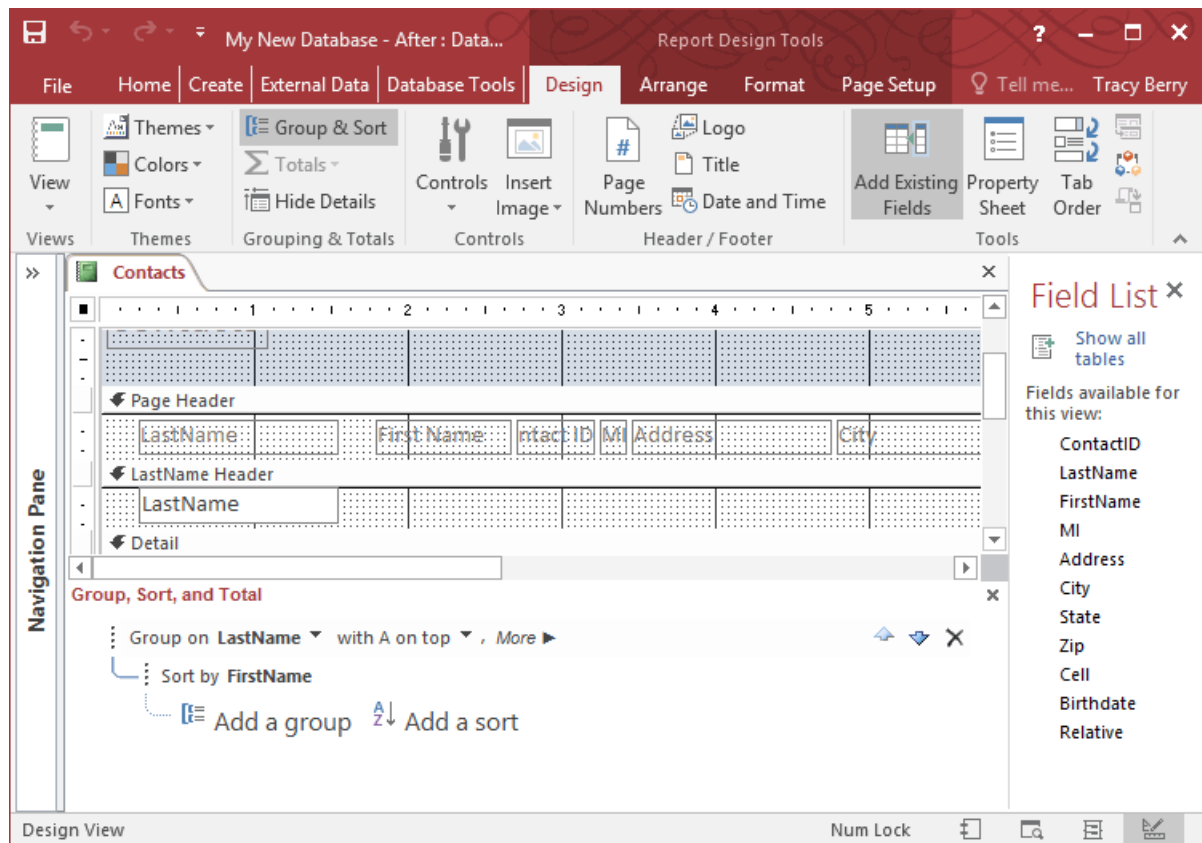 My New Database - After : Data... Report Design Tools ?
File Home Create External Data Database Tools Design Arrange Format Page Setup Tell me... Tracy Berry
View
Themes
Colors
A Fonts
Group & Sort
Totals
Hide Details
Controls
Insert
Image
#
Page
Numbers
Logo
Title
Date and Time
Add Existing
Fields
Property
Sheet
Tab
Order
Views Themes Grouping & Totals Controls Header / Footer Tools
Contacts
1 2 3 4 5
Page Header
LastName First Name ntact ID MI Address City
LastName Header
LastName
Detail
Navigation Pane
Group, Sort, and Total
Group on LastName with A on top , More
Sort by FirstName
Add a group A Z Add a sort
Field List
Show all
tables
Fields available for
this view:
ContactID
LastName
FirstName
MI
Address
City
State
Zip
Cell
Birthdate
Relative
Design View Num Lock